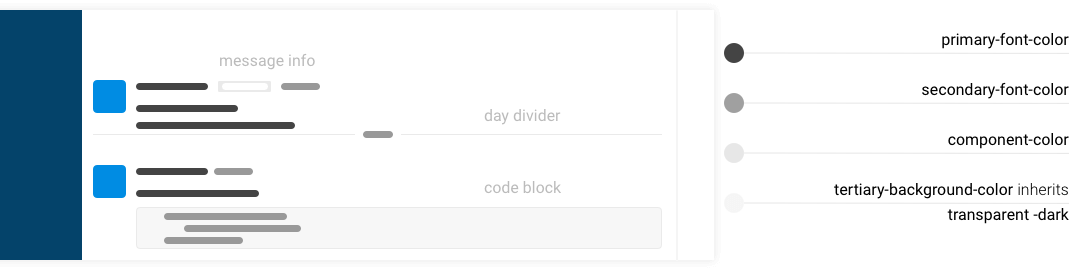 message info
day divider
code block
primary-font-color
secondary-font-color
component-color
tertiary-background-color inherits
transparent -dark